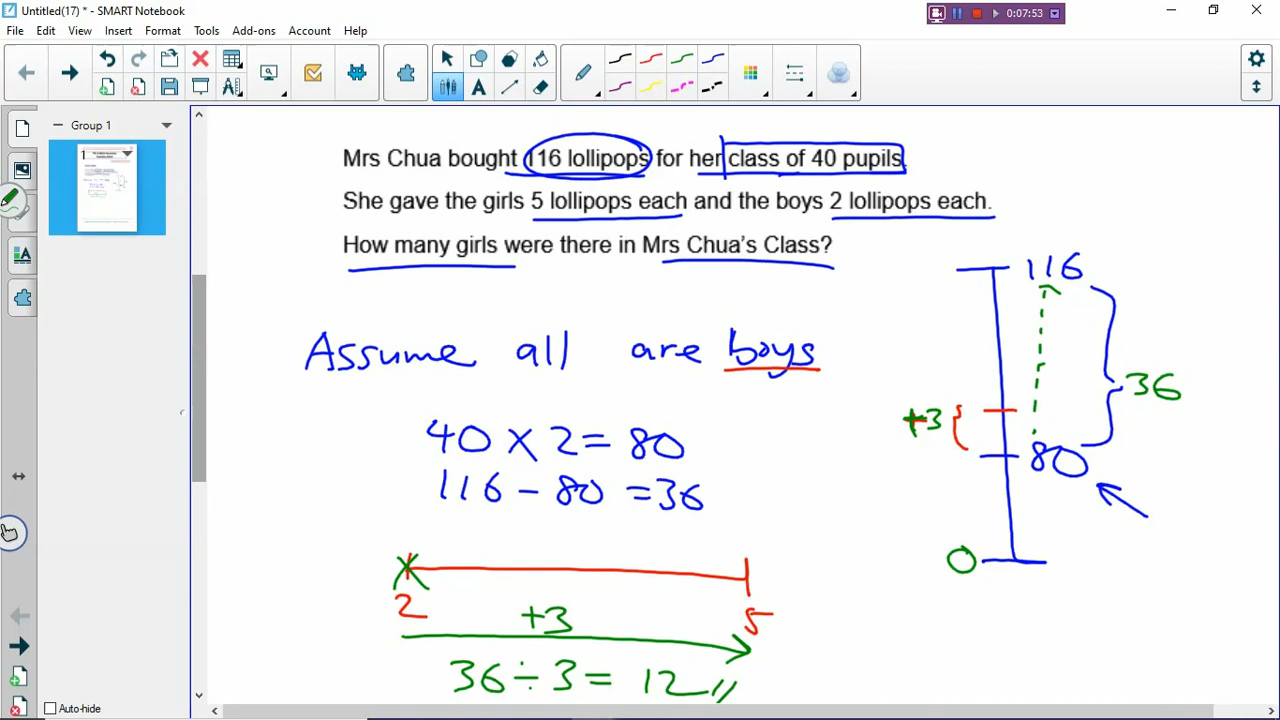 Untitled(17) * - SMART Notebook
00:07:53
File Edit View Insert Format Tools Add-ons Account Help
A
Group 1
1
A
Mrs Chua bought 116 lollipops for her class of 40 pupils.
She gave the girls 5 lollipops each and the boys 2 lollipops each.
How many girls were there in Mrs Chua's Class?
116
Assume all are boys
36
+3
40 × 2 = 80
80
116 - 80 = 36
0
2 5
+3
36 ÷ 3 = 12
Auto-hide